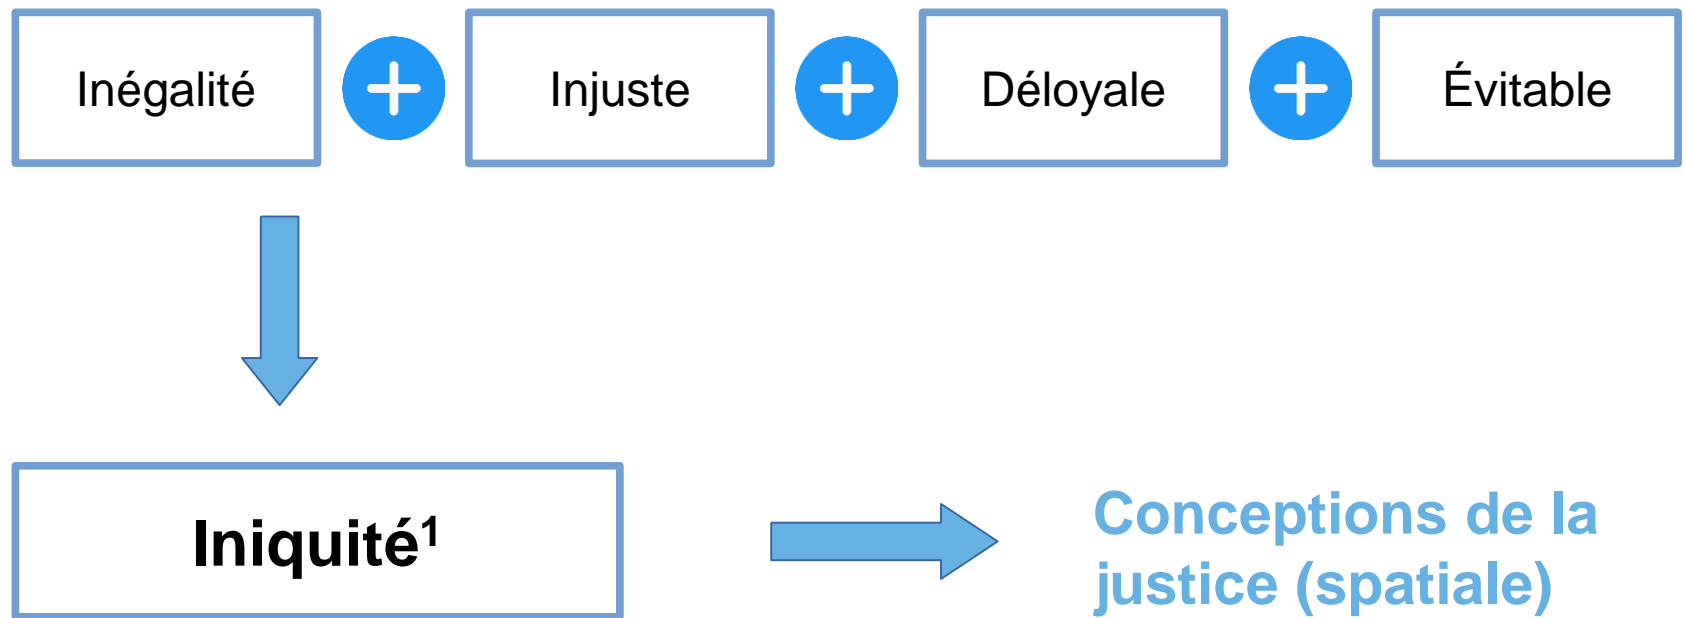 Inégalité
Injuste
Déloyale
Évitable
Iniquité¹
Conceptions de la
justice (spatiale)